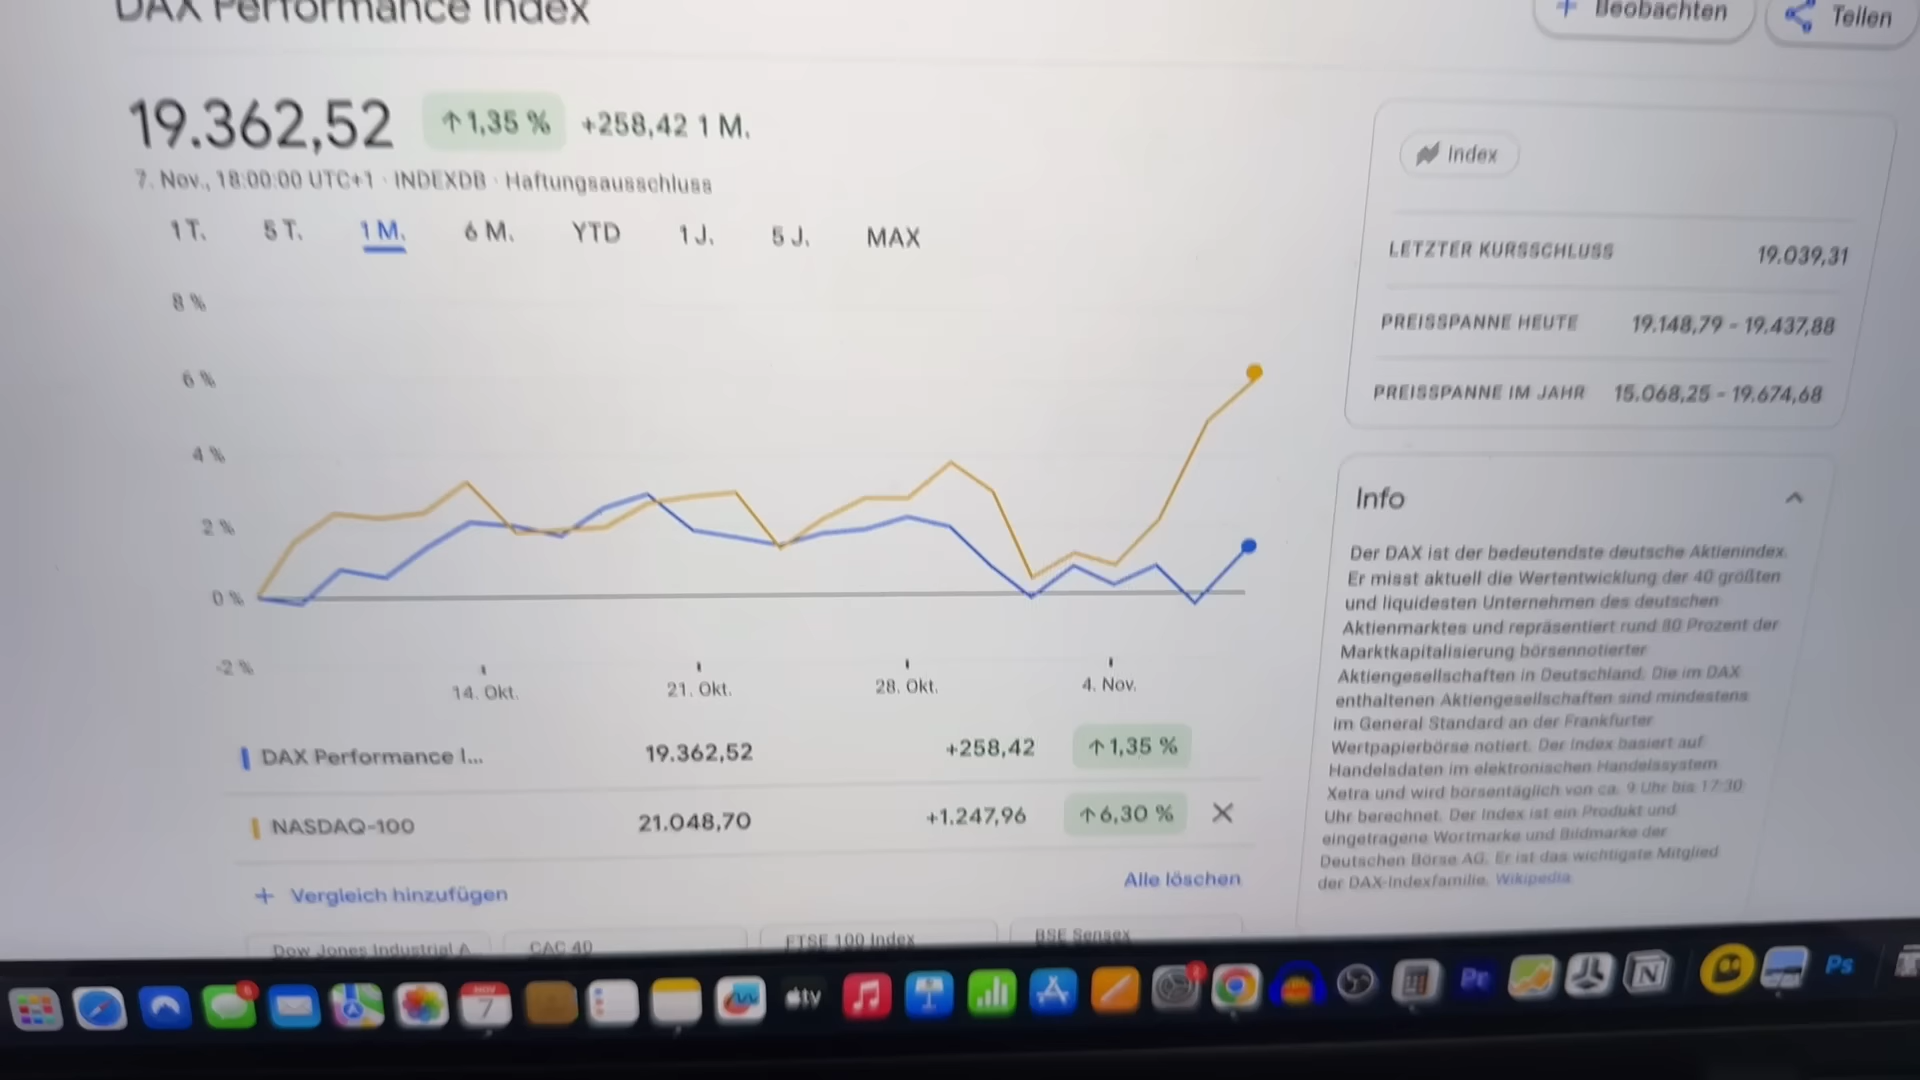 DAX Performance Index
+ Beobachten
Teilen
19.362,52
↑1,35 %
+258,42 1 M.
7. Nov., 18:00:00 UTC+1 · INDEXDB · Haftungsausschluss
1 T.
5 T.
1 M.
6 M.
YTD
1 J.
5 J.
MAX
8 %
6 %
4 %
2 %
0 %
-2 %
14. Okt.
21. Okt.
28. Okt.
4. Nov.
DAX Performance I...
19.362,52
+258,42
↑1,35 %
NASDAQ-100
21.048,70
+1.247,96
↑6,30 %
+ Vergleich hinzufügen
Alle löschen
Dow Jones Industrial A...
CAC 40
FTSE 100 Index
BSE Sensex
Index
LETZTER KURSSCHLUSS
19.039,31
PREISSPANNE HEUTE
19.148,79 - 19.437,88
PREISSPANNE IM JAHR
15.068,25 - 19.674,68
Info
Der DAX ist der bedeutendste deutsche Aktienindex.
Er misst aktuell die Wertentwicklung der 40 größten
und liquidesten Unternehmen des deutschen
Aktienmarktes und repräsentiert rund 80 Prozent der
Marktkapitalisierung börsennotierter
Aktiengesellschaften in Deutschland. Die im DAX
enthaltenen Aktiengesellschaften sind mindestens
im General Standard an der Frankfurter
Wertpapierbörse notiert. Der Index basiert auf
Handelsdaten im elektronischen Handelssystem
Xetra und wird börsentäglich von ca. 9 Uhr bis 17:30
Uhr berechnet. Der Index ist ein Produkt und
eingetragene Wortmarke und Bildmarke der
Deutschen Börse AG. Er ist das wichtigste Mitglied
der DAX-Indexfamilie. Wikipedia
NOV
7
tv
Pr
N
Ps